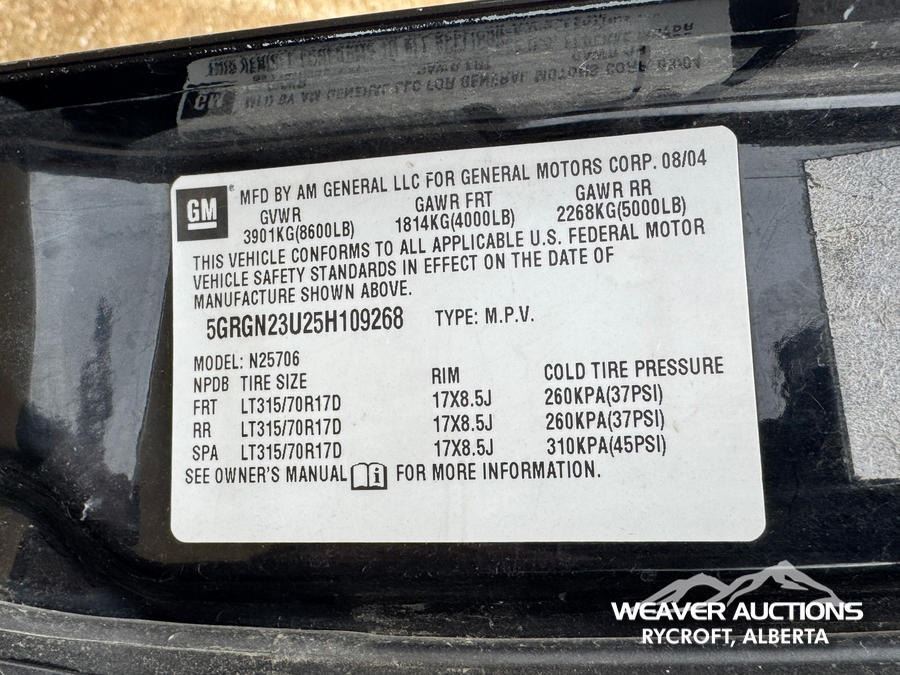 GM ® MFD BY AM GENERAL LLC FOR GENERAL MOTORS CORP. 08/04
GVWR GAWR FRT GAWR RR
3901KG(8600LB) 1814KG(4000LB) 2268KG(5000LB)
THIS VEHICLE CONFORMS TO ALL APPLICABLE U.S. FEDERAL MOTOR
VEHICLE SAFETY STANDARDS IN EFFECT ON THE DATE OF
MANUFACTURE SHOWN ABOVE.
5GRGN23U25H109268 TYPE: M.P.V.
MODEL: N25706
NPDB TIRE SIZE RIM COLD TIRE PRESSURE
FRT LT315/70R17D 17X8.5J 260KPA(37PSI)
RR LT315/70R17D 17X8.5J 260KPA(37PSI)
SPA LT315/70R17D 17X8.5J 310KPA(45PSI)
SEE OWNER'S MANUAL FOR MORE INFORMATION.
WEAVER AUCTIONS
RYCROFT, ALBERTA